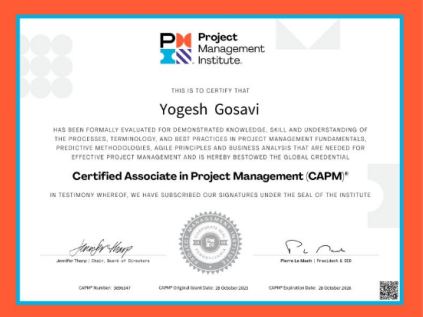 Project
Management
Institute.
THIS IS TO CERTIFY THAT
Yogesh Gosavi
HAS BEEN FORMALLY EVALUATED FOR DEMONSTRATED KNOWLEDGE, SKILL AND UNDERSTANDING OF
THE PROCESSES, TERMINOLOGY, AND BEST PRACTICES IN PROJECT MANAGEMENT FUNDAMENTALS,
PREDICTIVE METHODOLOGIES, AGILE PRINCIPLES AND BUSINESS ANALYSIS THAT ARE NEEDED FOR
EFFECTIVE PROJECT MANAGEMENT AND IS HEREBY BESTOWED THE GLOBAL CREDENTIAL
Certified Associate in Project Management (CAPM)®
IN TESTIMONY WHEREOF, WE HAVE SUBSCRIBED OUR SIGNATURES UNDER THE SEAL OF THE INSTITUTE
Jennifer Tharp | Chair, Board of Directors
Pierre Le Manh | President & CEO
CAPM® Number:
CAPM® Original Grant Date: 28 October 2023
CAPM® Expiration Date: 28 October 2026